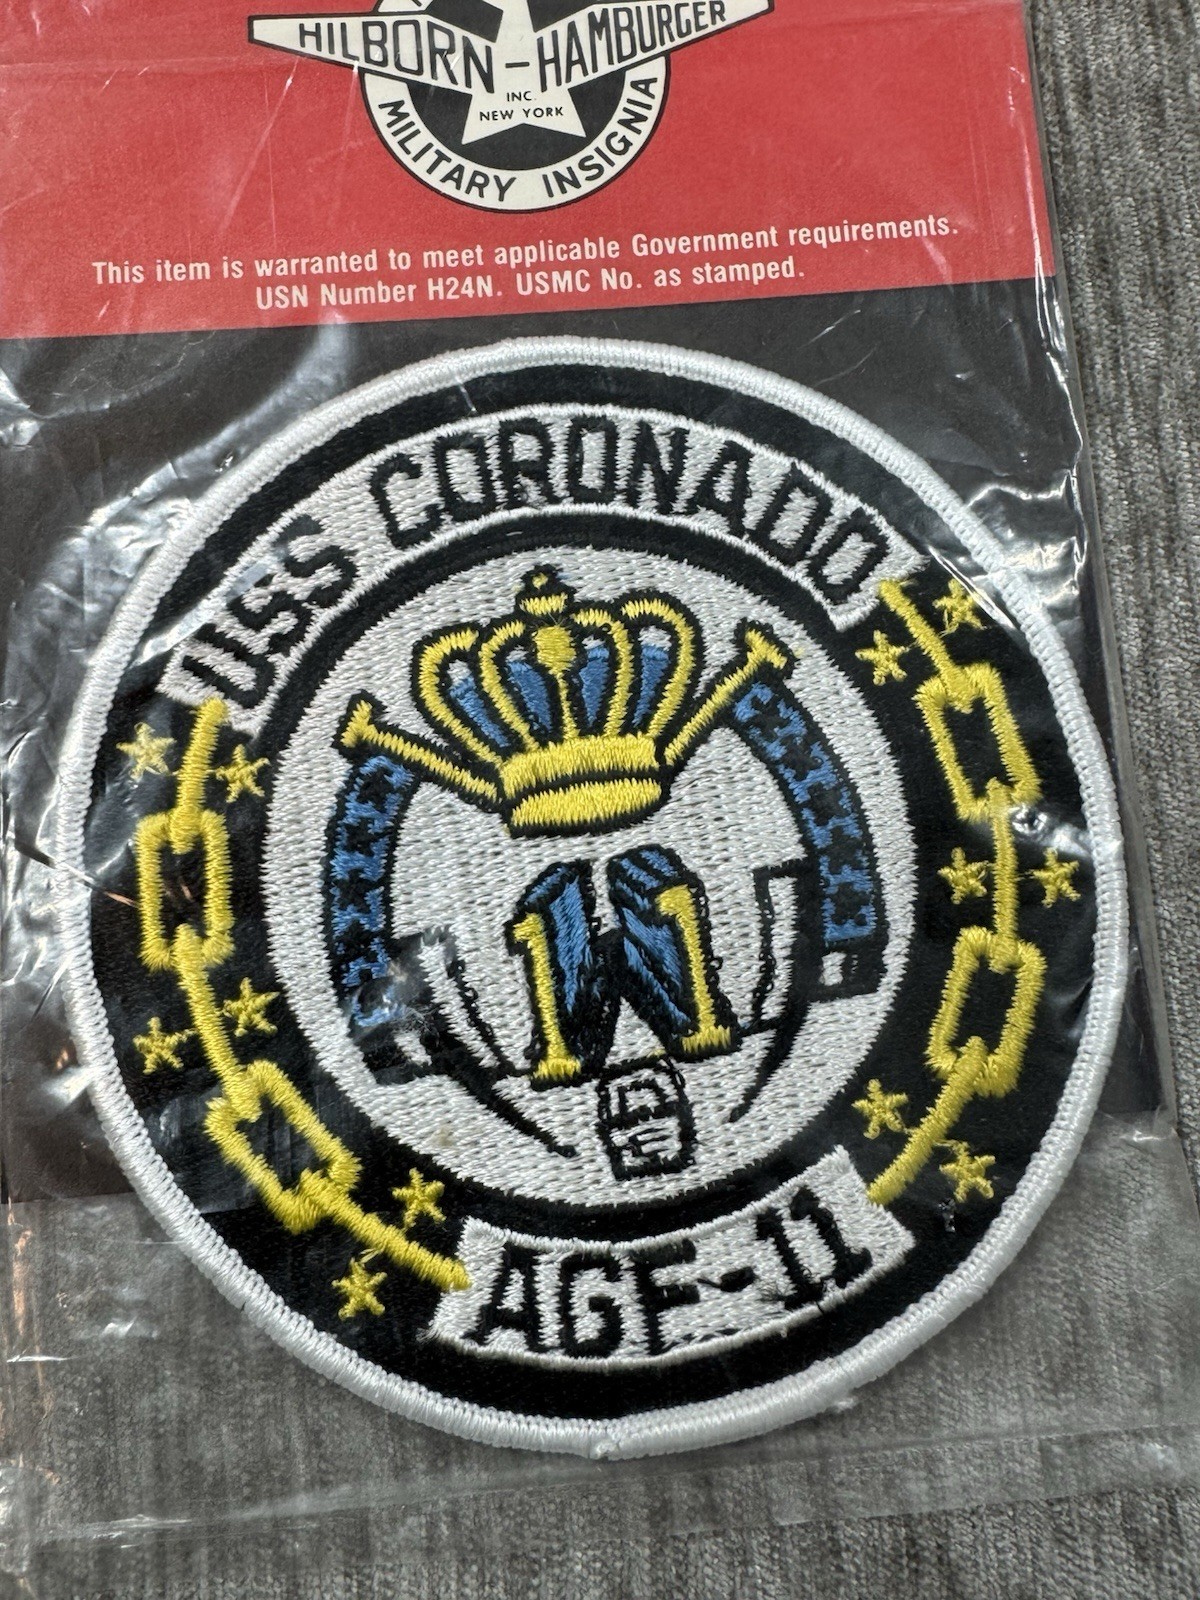 HILBORN-HAMBURGER
INC.
NEW YORK
MILITARY INSIGNIA
This item is warranted to meet applicable Government requirements.
USN Number H24N. USMC No. as stamped.
USS CORONADO
11
AGF-11